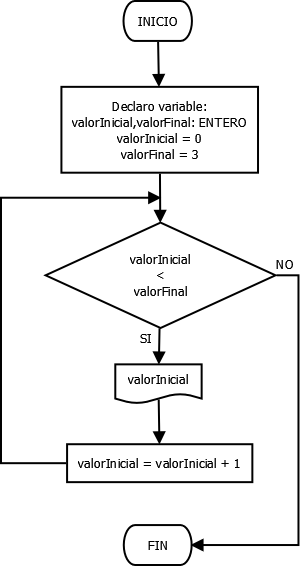 INICIO
Declaro variable:
valorInicial,valorFinal: ENTERO
valorInicial = 0
valorFinal = 3
valorInicial
<
valorFinal
NO
SI
valorInicial
valorInicial = valorInicial + 1
FIN